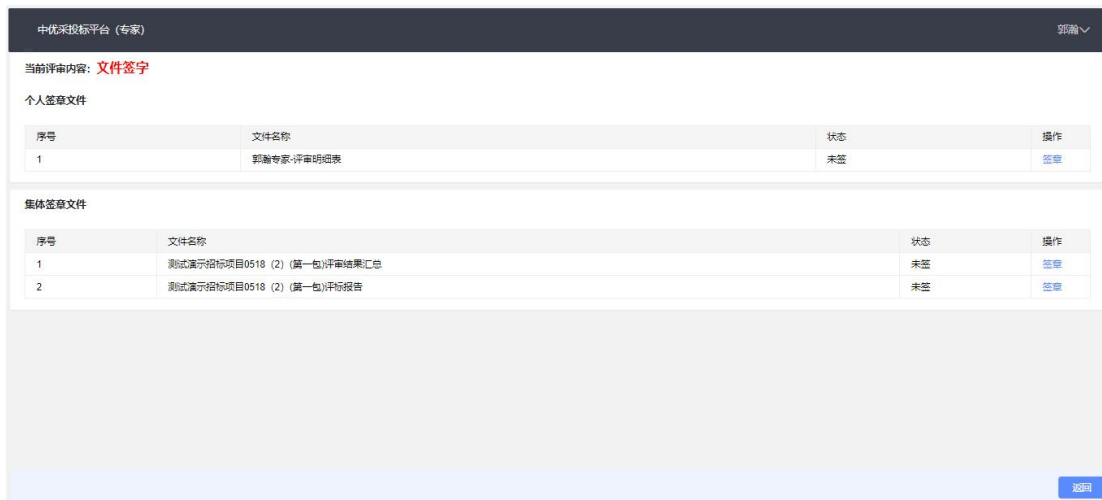 中优采投标平台（专家） 郭瀚
当前评审内容：文件签字
个人签章文件
序号 文件名称 状态 操作
1 郭瀚专家-评审明细表 未签 签章
集体签章文件
序号 文件名称 状态 操作
1 测试演示招标项目0518（2）(第一包)评审结果汇总 未签 签章
2 测试演示招标项目0518（2）(第一包)评标报告 未签 签章
返回